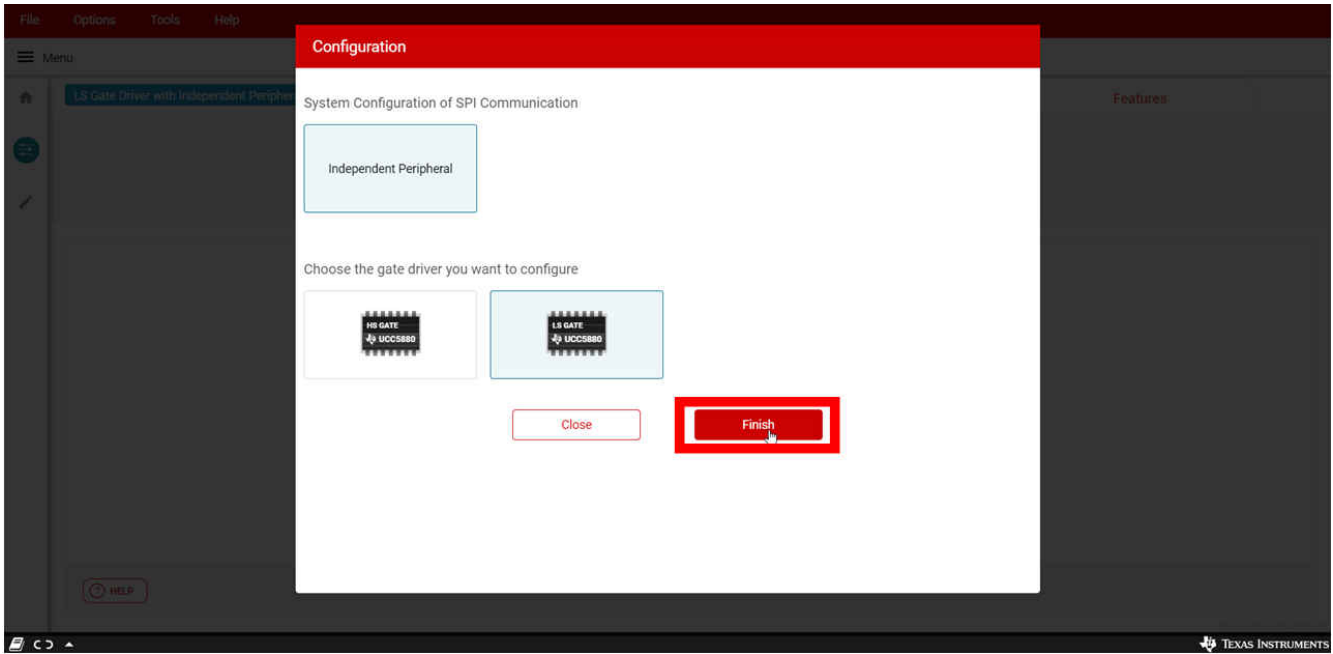 File Options Tools Help
Configuration
Menu
System Configuration of SPI Communication
LS Gate Driver with Independent Peripher
Features
Independent Peripheral
Choose the gate driver you want to configure
HS GATE
UCC5880
LS GATE
UCC5880
Close
Finish
HELP
TEXAS INSTRUMENTS